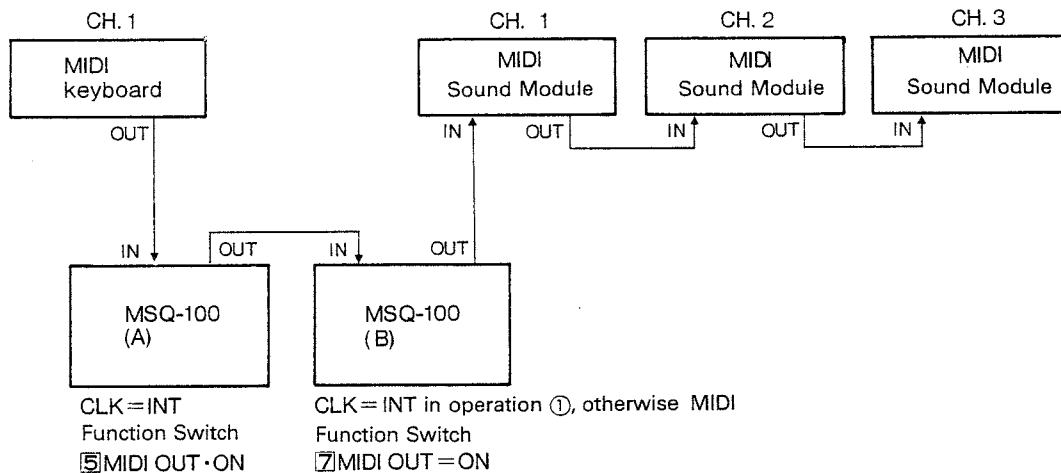 CH. 1
MIDI
keyboard
OUT
CH. 1
MIDI
Sound Module
IN
OUT
CH. 2
MIDI
Sound Module
IN
OUT
CH. 3
MIDI
Sound Module
IN
IN
OUT
MSQ-100
(A)
CLK=INT
Function Switch
5 MIDI OUT·ON
IN
OUT
MSQ-100
(B)
CLK=INT in operation ①, otherwise MIDI
Function Switch
7 MIDI OUT=ON